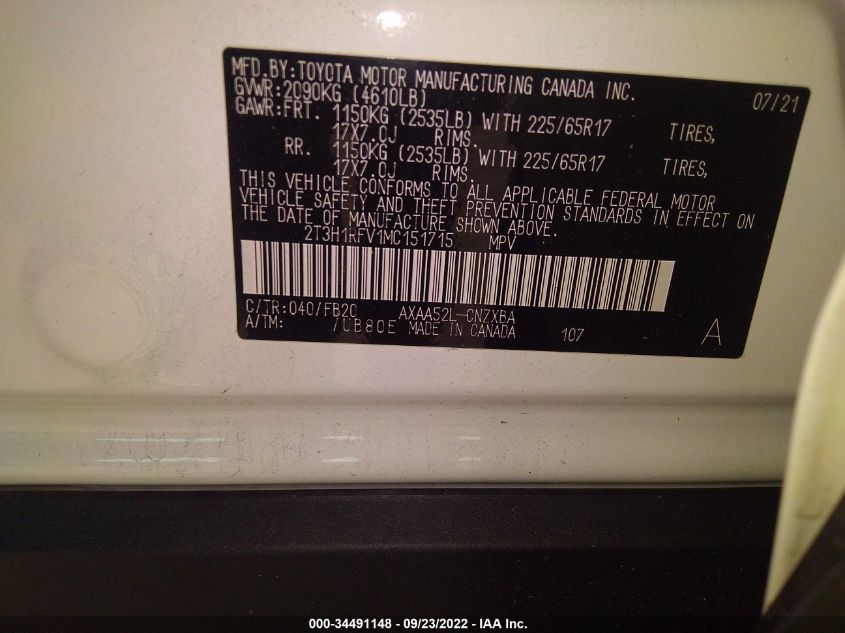 MFD.BY:TOYOTA MOTOR MANUFACTURING CANADA INC. 07/21
GVWR:2090KG (4610LB)
GAWR:FRT. 1150KG (2535LB) WITH 225/65R17 TIRES,
17X7.0J RIMS.
RR. 1150KG (2535LB) WITH 225/65R17 TIRES,
17X7.0J RIMS.
THIS VEHICLE CONFORMS TO ALL APPLICABLE FEDERAL MOTOR
VEHICLE SAFETY AND THEFT PREVENTION STANDARDS IN EFFECT ON
THE DATE OF MANUFACTURE SHOWN ABOVE.
2T3H1RFV1MC151715 MPV
C/TR:040/FB20 AXAA52L-CNZXBA
A/TM: /UB80E MADE IN CANADA 107 A
000-34491148 - 09/23/2022 - IAA Inc.